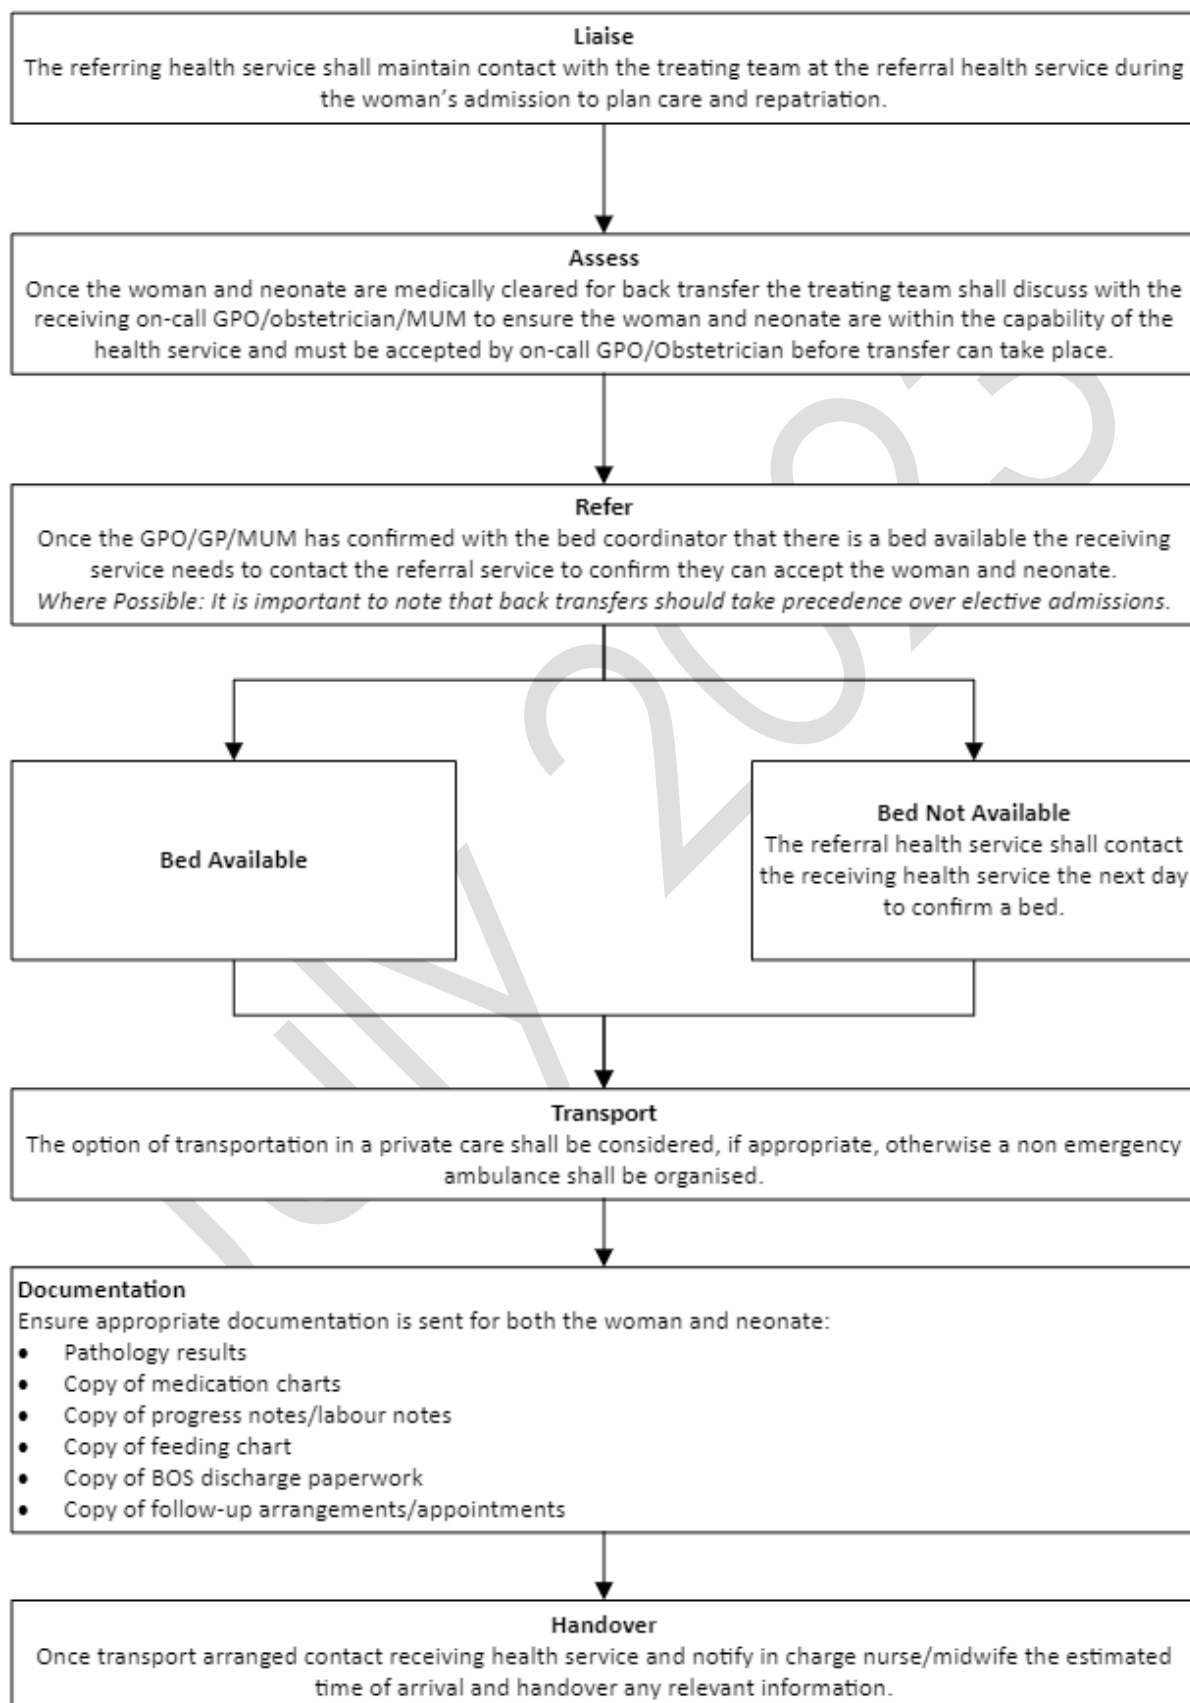 Liaise
The referring health service shall maintain contact with the treating team at the referral health service during
the woman's admission to plan care and repatriation.
Assess
Once the woman and neonate are medically cleared for back transfer the treating team shall discuss with the
receiving on-call GPO/obstetrician/MUM to ensure the woman and neonate are within the capability of the
health service and must be accepted by on-call GPO/Obstetrician before transfer can take place.
Refer
Once the GPO/GP/MUM has confirmed with the bed coordinator that there is a bed available the receiving
service needs to contact the referral service to confirm they can accept the woman and neonate.
Where Possible: It is important to note that back transfers should take precedence over elective admissions.
Bed Available
Bed Not Available
The referral health service shall contact
the receiving health service the next day
to confirm a bed.
Transport
The option of transportation in a private care shall be considered, if appropriate, otherwise a non emergency
ambulance shall be organised.
Documentation
Ensure appropriate documentation is sent for both the woman and neonate:
• Pathology results
• Copy of medication charts
• Copy of progress notes/labour notes
• Copy of feeding chart
• Copy of BOS discharge paperwork
• Copy of follow-up arrangements/appointments
Handover
Once transport arranged contact receiving health service and notify in charge nurse/midwife the estimated
time of arrival and handover any relevant information.